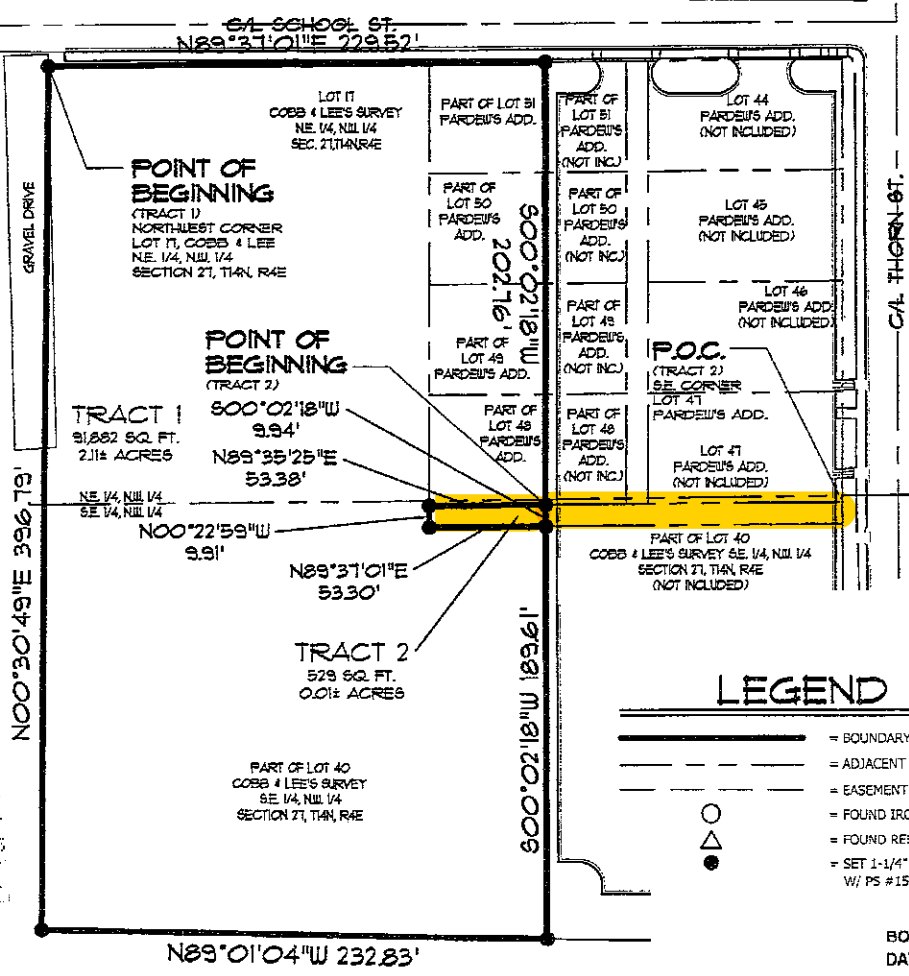 C/L SCHOOL ST.
N89°37'01"E 229.52'
LOT 17
COBB & LEE'S SURVEY
N.E. 1/4, N.W. 1/4
SEC. 27,T14N,R4E
PART OF LOT 51
PARDEW'S ADD.
PART OF
LOT 51
PARDEW'S
ADD.
(NOT INC.)
LOT 44
PARDEW'S ADD.
(NOT INCLUDED)
GRAVEL DRIVE
POINT OF
BEGINNING
(TRACT 1)
NORTHWEST CORNER
LOT 17, COBB & LEE
N.E. 1/4, N.W. 1/4
SECTION 27, T14N, R4E
PART OF
LOT 50
PARDEW'S
ADD.
S00°02'18"W
202.76'
PART OF
LOT 50
PARDEW'S
ADD.
(NOT INC.)
LOT 45
PARDEW'S ADD.
(NOT INCLUDED)
C/L THORN ST.
LOT 46
PARDEW'S ADD.
(NOT INCLUDED)
PART OF
LOT 49
PARDEW'S ADD.
PART OF
LOT 49
PARDEW'S
ADD.
(NOT INC.)
POINT OF
BEGINNING
(TRACT 2)
S00°02'18"W
9.94'
N89°35'25"E
53.38'
P.O.C.
(TRACT 2)
S.E. CORNER
LOT 47
PARDEW'S ADD.
TRACT 1
91,882 SQ. FT.
2.11± ACRES
PART OF
LOT 48
PARDEW'S
ADD.
PART OF
LOT 48
PARDEW'S
ADD.
(NOT INC.)
LOT 47
PARDEW'S ADD.
(NOT INCLUDED)
N00°30'49"E 396.79'
N.E. 1/4, N.W. 1/4
S.E. 1/4, N.W. 1/4
N00°22'59"W
9.91'
N89°37'01"E
53.30'
PART OF LOT 40
COBB & LEE'S SURVEY S.E. 1/4, N.W. 1/4
SECTION 27, T14N, R4E
(NOT INCLUDED)
TRACT 2
529 SQ. FT.
0.01± ACRES
S00°02'18"W 189.61'
PART OF LOT 40
COBB & LEE'S SURVEY
S.E. 1/4, N.W. 1/4
SECTION 27, T14N, R4E
N89°01'04"W 232.83'
LEGEND
= BOUNDARY
= ADJACENT
= EASEMENT
= FOUND IRO
= FOUND RE
= SET 1-1/4"
W/ PS #15
BO
DA